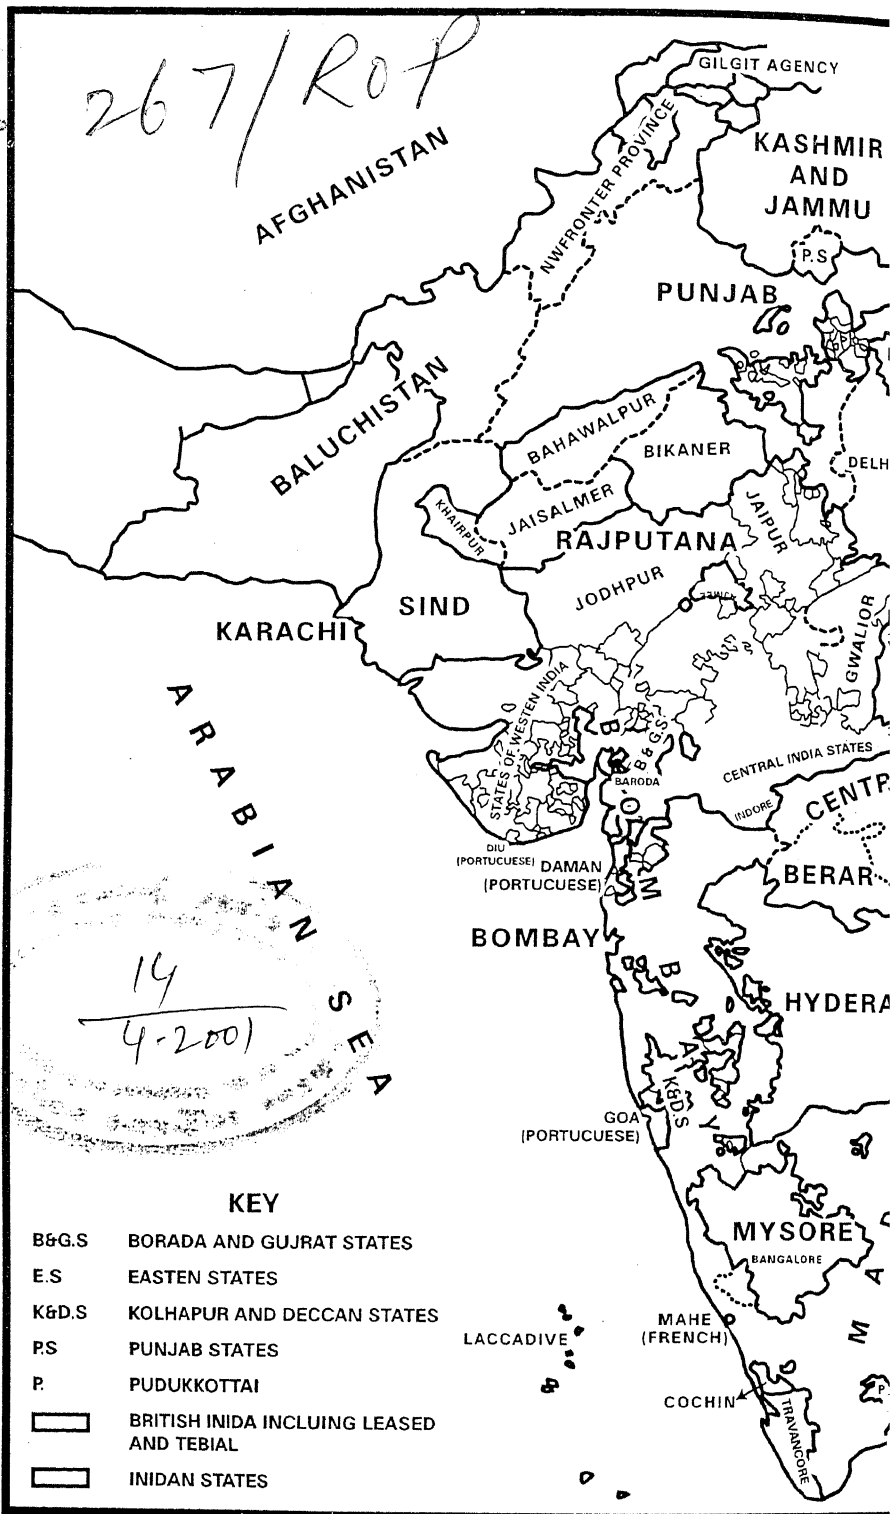 267/ROP
GILGIT AGENCY
KASHMIR
AND
JAMMU
AFGHANISTAN
NWFRONTER PROVINCE
P.S
PUNJAB
BALUCHISTAN
BAHAWALPUR
BIKANER
DELH
KHAIRPUR
JAISALMER
JAIPUR
RAJPUTANA
JODHPUR
SIND
KARACHI
GWALIOR
ARABIAN SEA
STATES OF WESTEN INDIA
B
B&G.S
CENTRAL INDIA STATES
BARODA
INDORE
CENTR
DIU
(PORTUCUESE)
DAMAN
(PORTUCUESE)
M
BERAR
BOMBAY
B
14
4-2001
HYDERA
A
K&D.S
GOA
(PORTUCUESE)
Y
KEY
B&G.S BORADA AND GUJRAT STATES
E.S EASTEN STATES
K&D.S KOLHAPUR AND DECCAN STATES
P.S PUNJAB STATES
P. PUDUKKOTTAI
BRITISH INIDA INCLUING LEASED
AND TEBIAL
INIDAN STATES
MYSORE
BANGALORE
M A
LACCADIVE
MAHE
(FRENCH)
P
COCHIN
TRAVANCORE